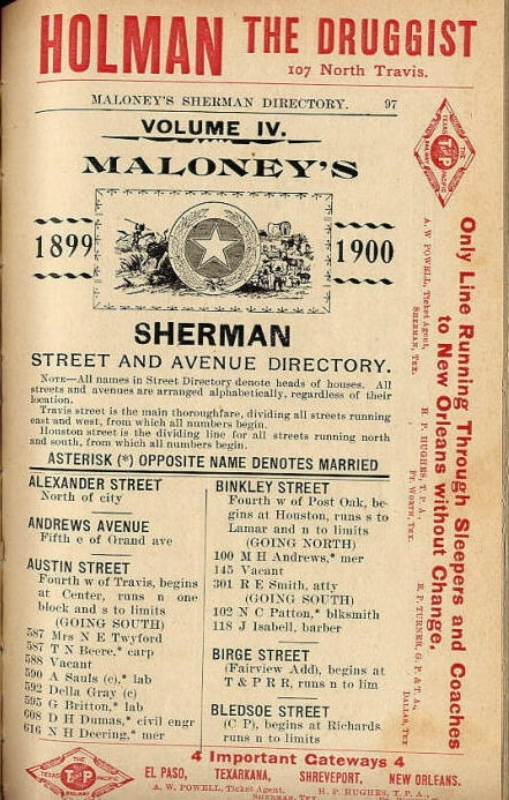 HOLMAN THE DRUGGIST
107 North Travis.
MALONEY'S SHERMAN DIRECTORY. 97
VOLUME IV.
MALONEY'S
1899
1900
SHERMAN
STREET AND AVENUE DIRECTORY.
NOTE—All names in Street Directory denote heads of houses. All
streets and avenues are arranged alphabetically, regardless of their
location.
Travis street is the main thoroughfare, dividing all streets running
east and west, from which all numbers begin.
Houston street is the dividing line for all streets running north
and south, from which all numbers begin.
ASTERISK (*) OPPOSITE NAME DENOTES MARRIED
ALEXANDER STREET
North of city
ANDREWS AVENUE
Fifth e of Grand ave
AUSTIN STREET
Fourth w of Travis, begins
at Center, runs n one
block and s to limits
(GOING SOUTH)
587 Mrs N E Twyford
587 T N Beere,* carp
588 Vacant
590 A Sauls (c),* lab
592 Della Gray (c)
595 G Britton,* lab
608 D H Dumas,* civil engr
616 N H Deering,* mer
BINKLEY STREET
Fourth w of Post Oak, be-
gins at Houston, runs s to
Lamar and n to limits
(GOING NORTH)
100 M H Andrews,* mer
145 Vacant
301 R E Smith, atty
(GOING SOUTH)
102 N C Patton,* blksmith
118 J Isabell, barber
BIRGE STREET
(Fairview Add), begins at
T & P R R, runs n to lim
BLEDSOE STREET
(C P), begins at Richards
runs n to limits
TEXAS THE PACIFIC RAILWAY
T&P
Only Line Running Through Sleepers and Coaches
to New Orleans without Change.
A. W. POWELL, Ticket Agent,
SHERMAN, TEX.
H. P. HUGHES, T. P. A.,
FT. WORTH, TEX.
E. P. TURNER, G. P. & T. A.,
DALLAS, TEX
TEXAS THE PACIFIC RAILWAY
T&P
4 Important Gateways 4
EL PASO, TEXARKANA, SHREVEPORT, NEW ORLEANS.
A. W. POWELL, Ticket Agent, H. P. HUGHES, T. P. A.,
SHERMAN, TEX.